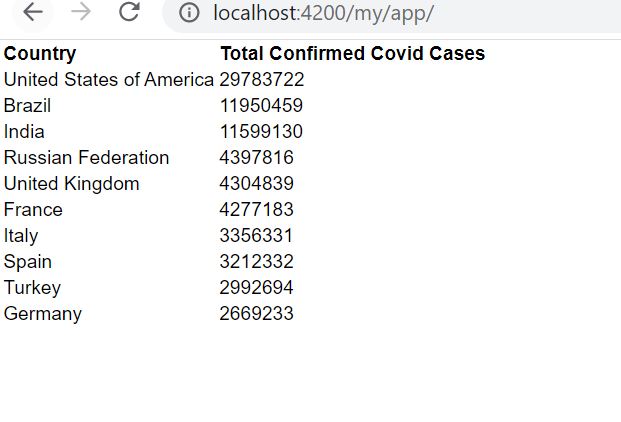 localhost:4200/my/app/
Country Total Confirmed Covid Cases
United States of America 29783722
Brazil 11950459
India 11599130
Russian Federation 4397816
United Kingdom 4304839
France 4277183
Italy 3356331
Spain 3212332
Turkey 2992694
Germany 2669233